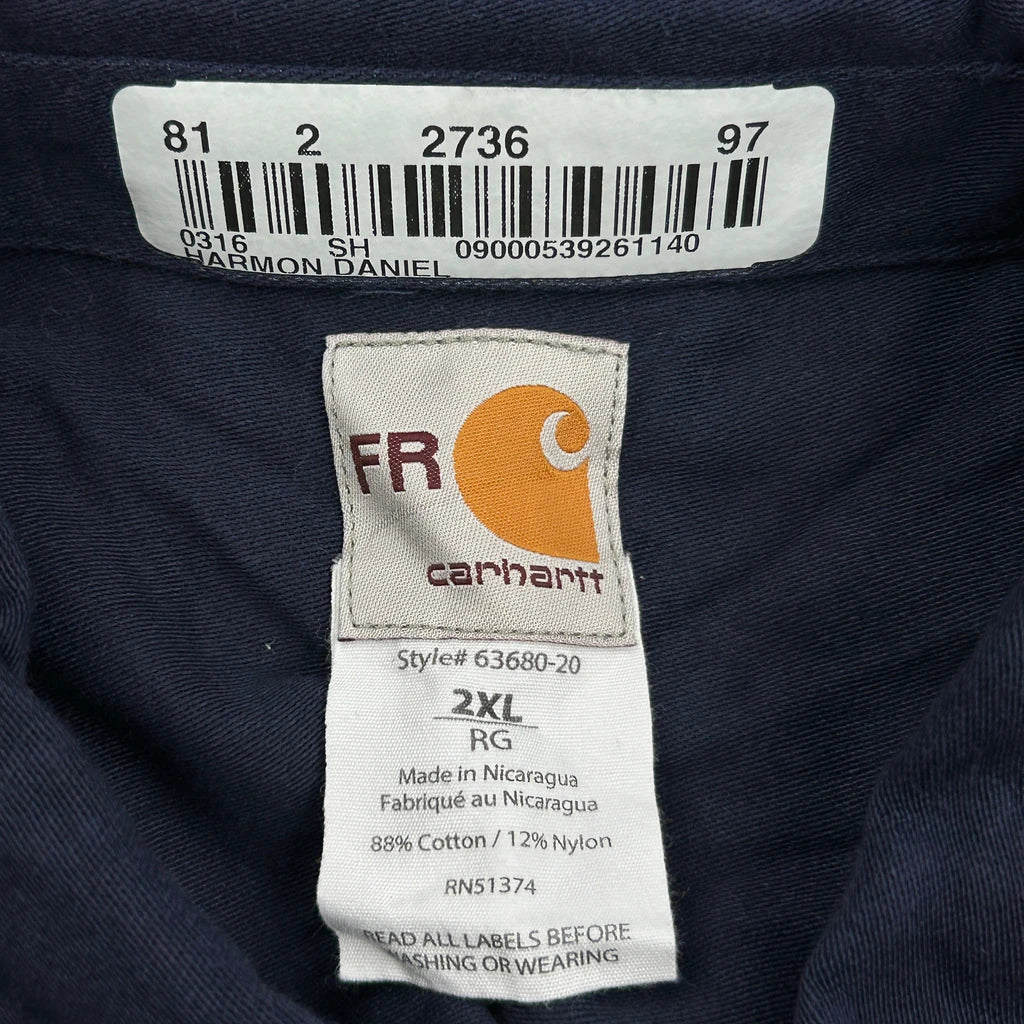 81 2 2736 97
0316 SH 09000539261140
HARMON DANIEL
FR
carhartt
Style# 63680-20
2XL
RG
Made in Nicaragua
Fabriqué au Nicaragua
88% Cotton / 12% Nylon
RN51374
READ ALL LABELS BEFORE
WASHING OR WEARING